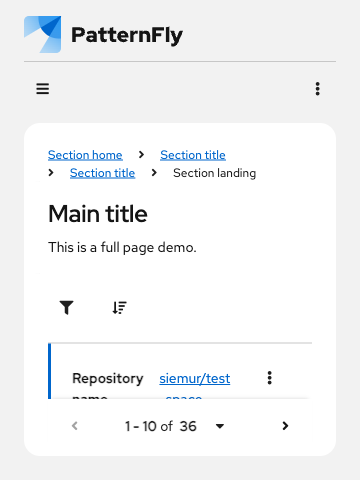 PatternFly
Section home Section title
Section title Section landing
Main title
This is a full page demo.
Repository siemur/test
name space
1 - 10 of 36